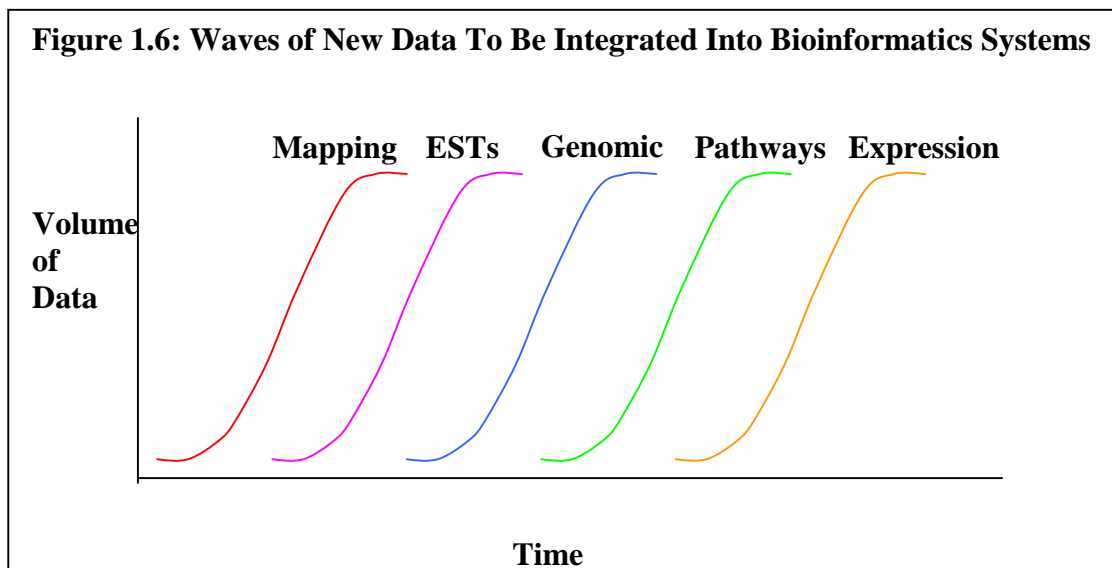 Figure 1.6: Waves of New Data To Be Integrated Into Bioinformatics Systems
Mapping ESTs Genomic Pathways Expression
Volume
of
Data
Time